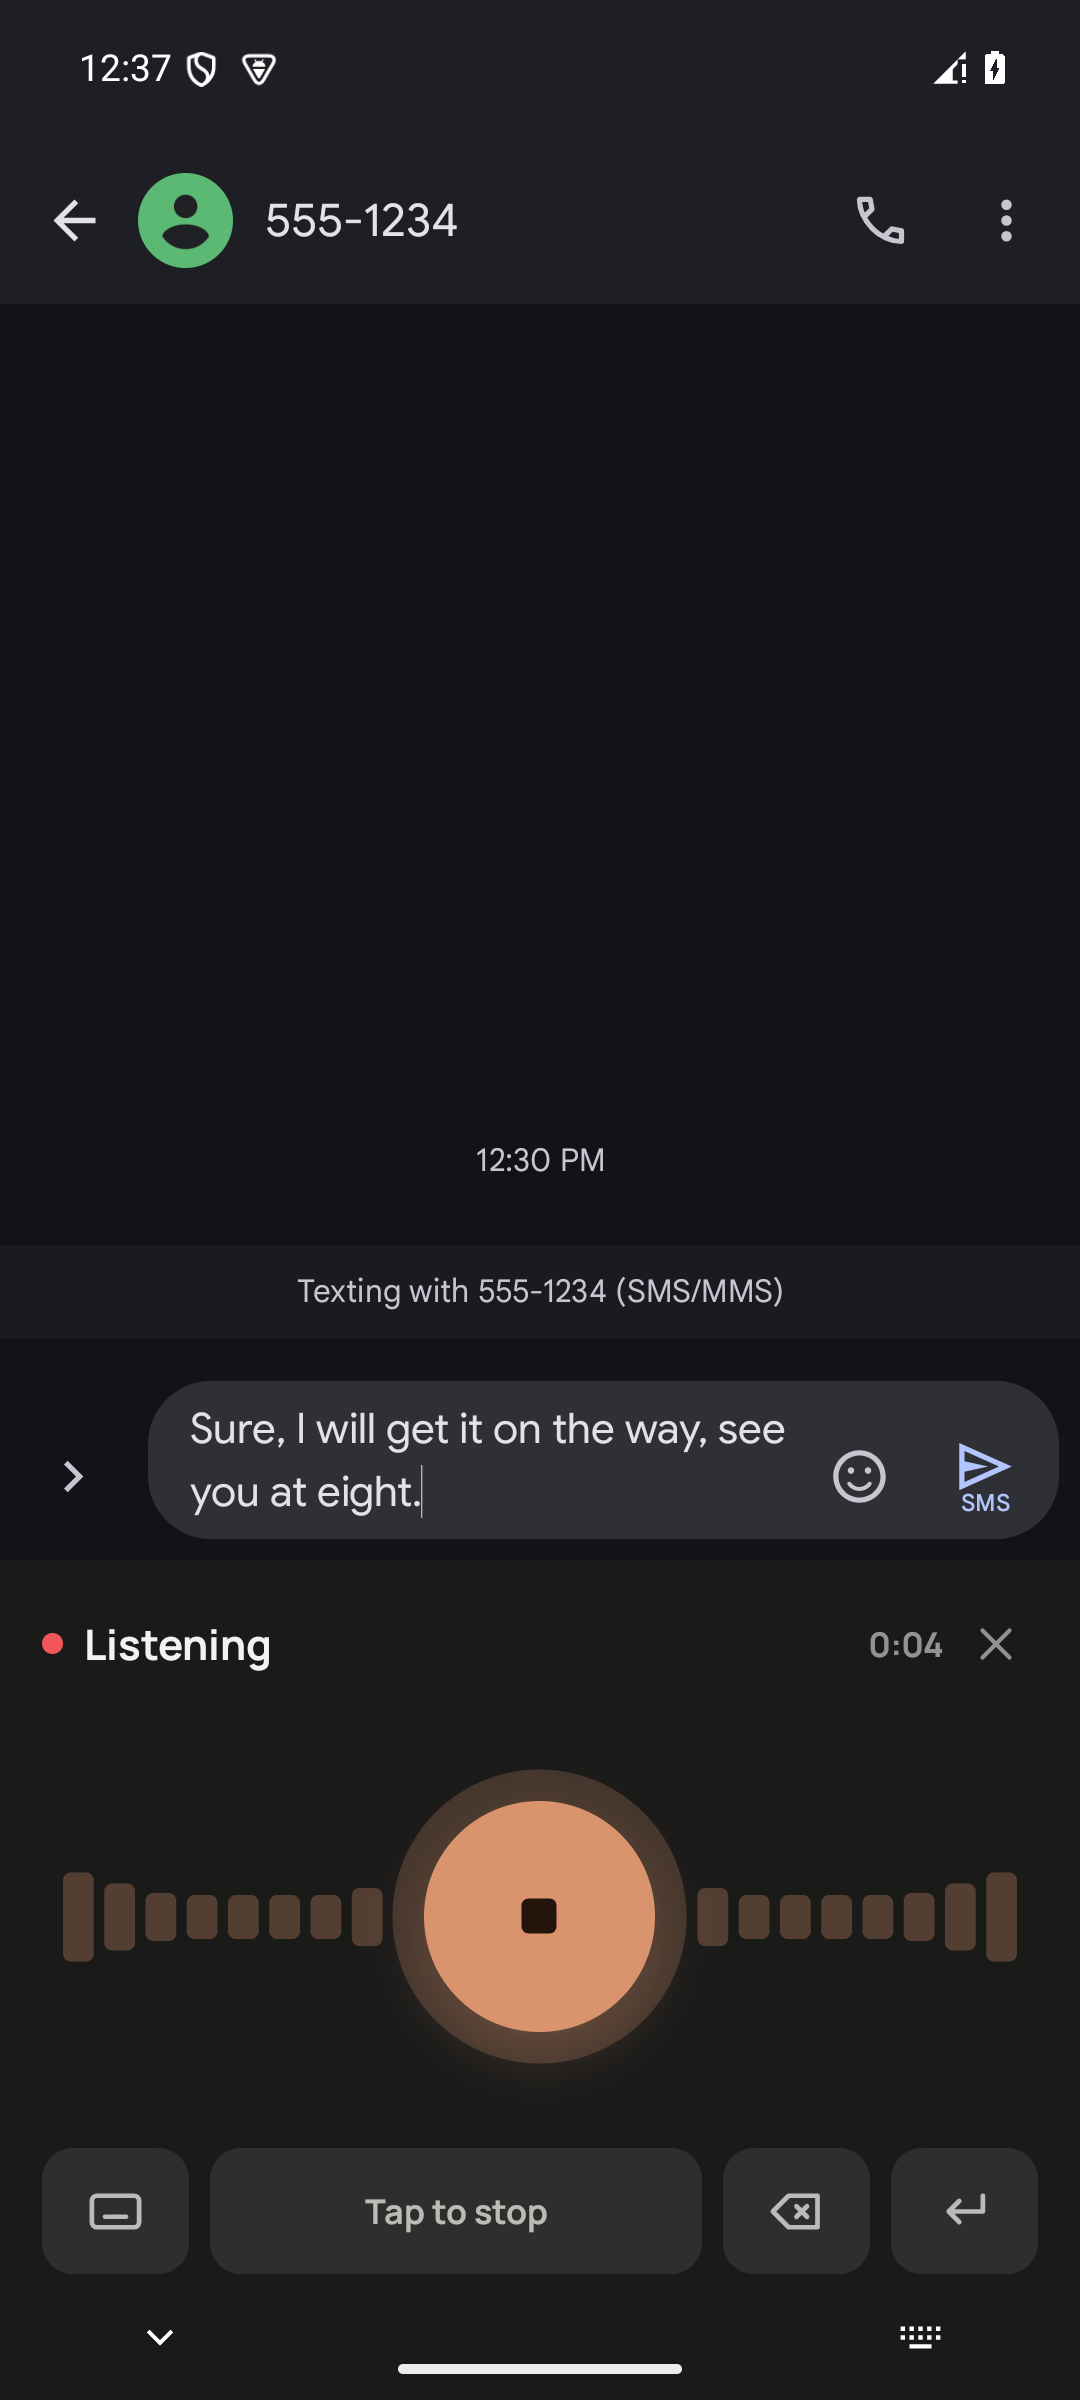 12:37
555-1234
12:30 PM
Texting with 555-1234 (SMS/MMS)
Sure, I will get it on the way, see
you at eight.
SMS
Listening
0:04
Tap to stop